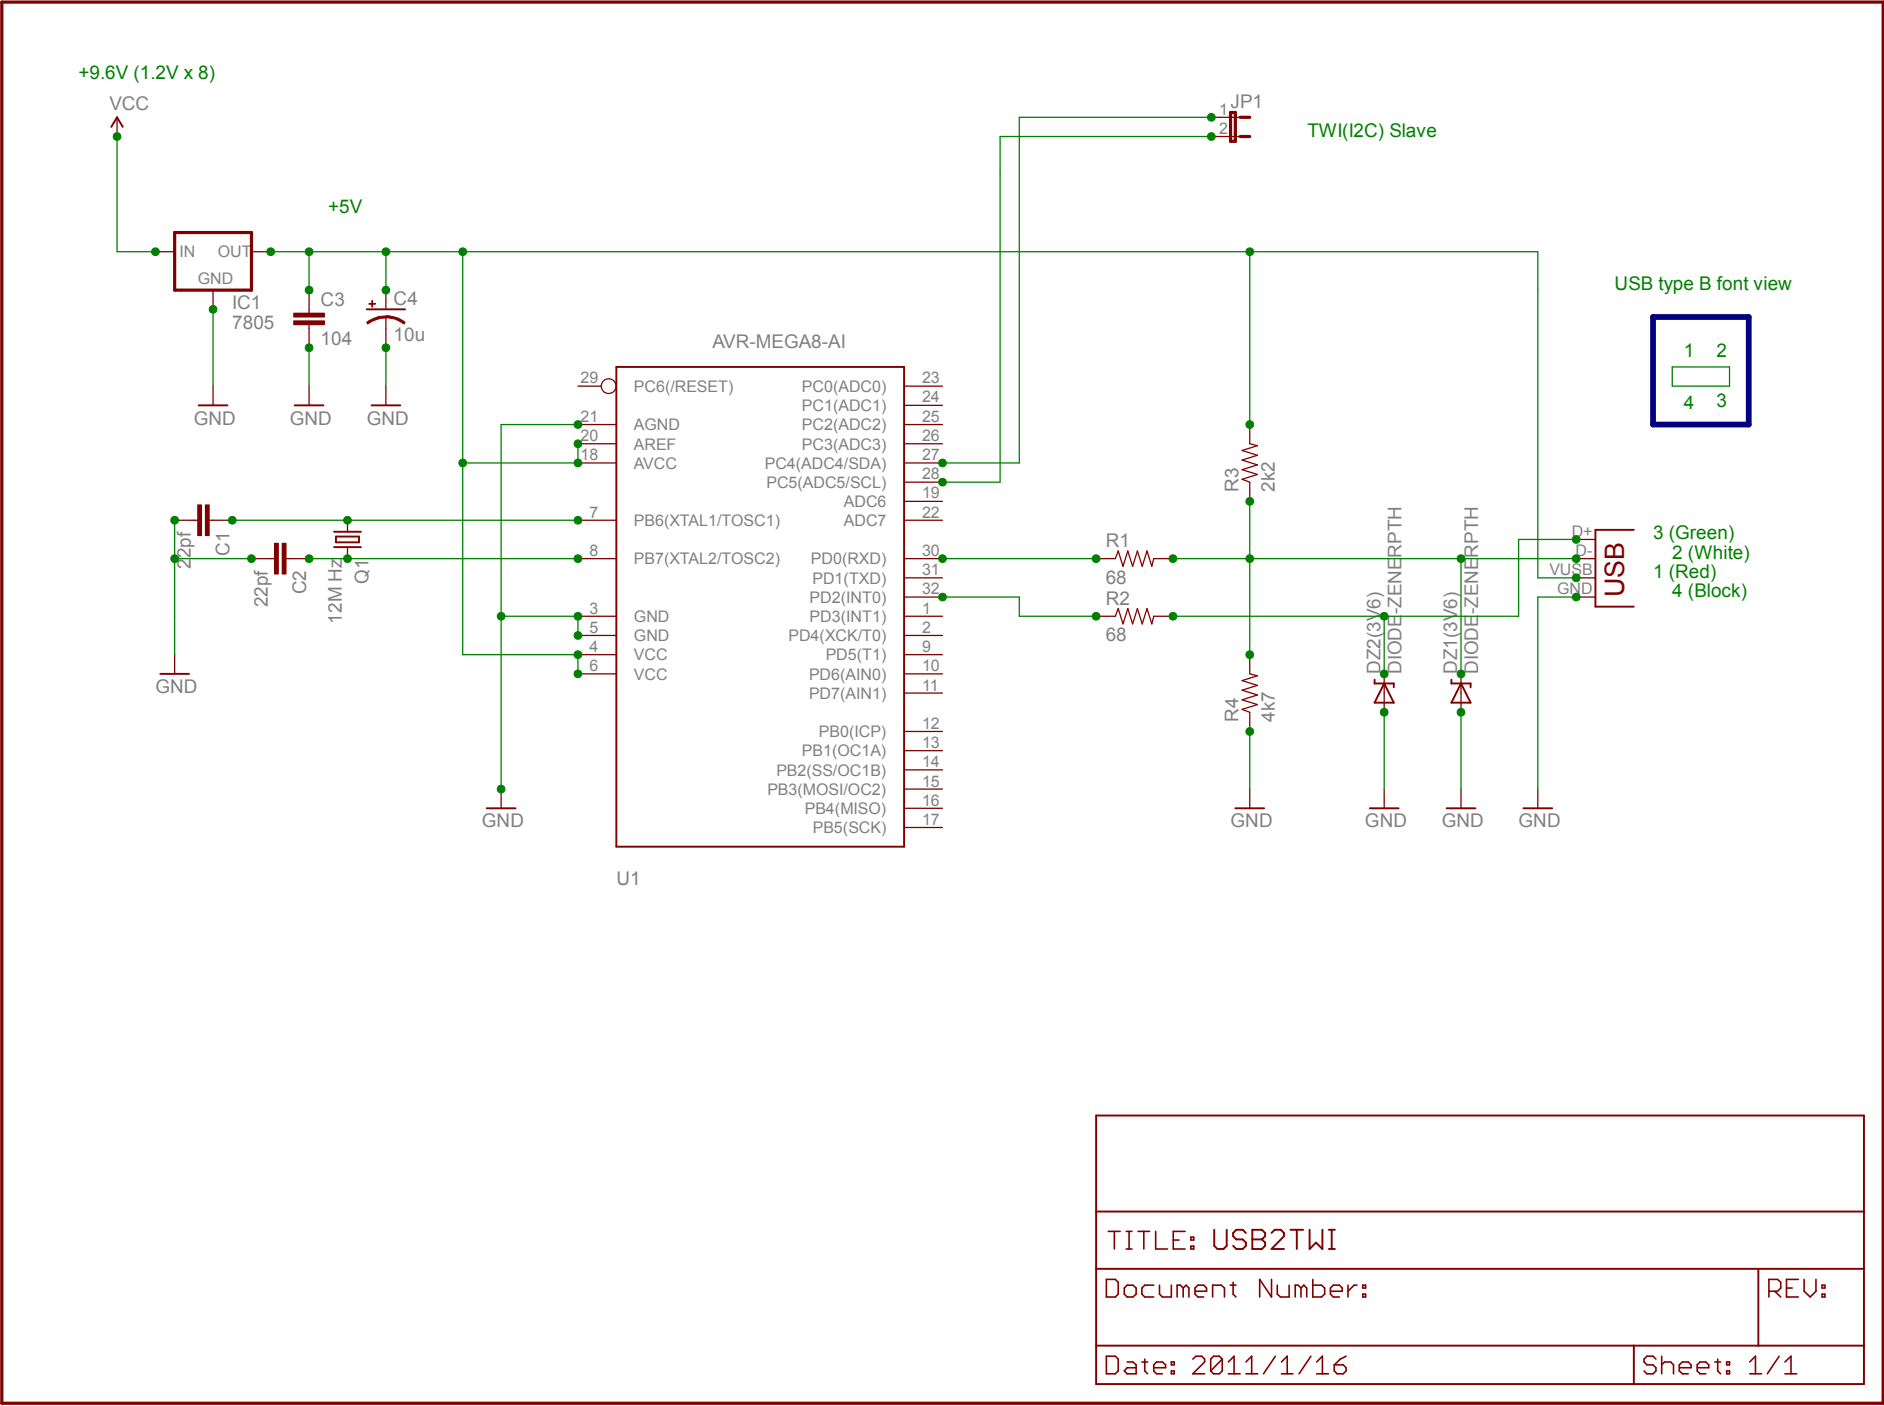 +9.6V (1.2V x 8)
VCC
+5V
IN OUT
GND
IC1
7805
C3
104
+
C4
10u
GND
GND
GND
JP1
1
2
TWI(I2C) Slave
USB type B font view
1 2
4 3
AVR-MEGA8-AI
29 PC6(/RESET)
21 AGND
20 AREF
18 AVCC
7 PB6(XTAL1/TOSC1)
8 PB7(XTAL2/TOSC2)
3 GND
5 GND
4 VCC
6 VCC
PC0(ADC0) 23
PC1(ADC1) 24
PC2(ADC2) 25
PC3(ADC3) 26
PC4(ADC4/SDA) 27
PC5(ADC5/SCL) 28
ADC6 19
ADC7 22
PD0(RXD) 30
PD1(TXD) 31
PD2(INT0) 32
PD3(INT1) 1
PD4(XCK/T0) 2
PD5(T1) 9
PD6(AIN0) 10
PD7(AIN1) 11
PB0(ICP) 12
PB1(OC1A) 13
PB2(SS/OC1B) 14
PB3(MOSI/OC2) 15
PB4(MISO) 16
PB5(SCK) 17
U1
22pf
C1
22pf
C2
12M Hz
Q1
GND
GND
R1
68
R2
68
R3
2k2
R4
4k7
DZ2(3V6)
DIODE-ZENERPTH
DZ1(3V6)
DIODE-ZENERPTH
D+
D-
VUSB
GND
USB
3 (Green)
2 (White)
1 (Red)
4 (Block)
GND
GND
GND
GND
TITLE: USB2TWI
Document Number:
REV:
Date: 2011/1/16
Sheet: 1/1